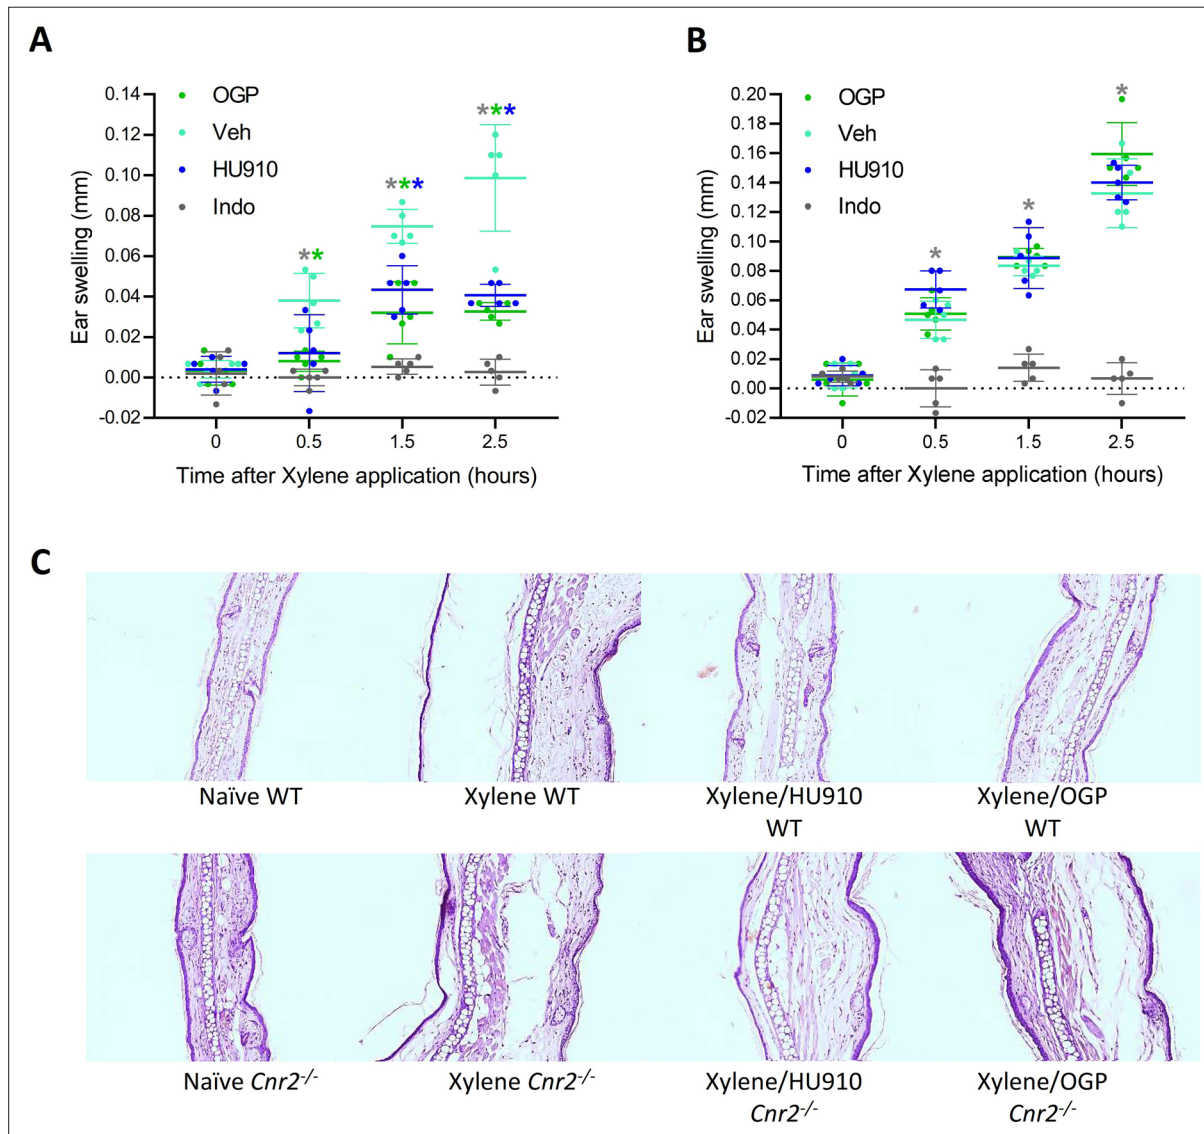 A
0.14
0.12
0.10
0.08
0.06
0.04
0.02
0.00
-0.02
Ear swelling (mm)
OGP
Veh
HU910
Indo
**
***
***
0
0.5
1.5
2.5
Time after Xylene application (hours)
B
0.20
0.18
0.16
0.14
0.12
0.10
0.08
0.06
0.04
0.02
0.00
-0.02
Ear swelling (mm)
OGP
Veh
HU910
Indo
*
*
*
0
0.5
1.5
2.5
Time after Xylene application (hours)
C
Naïve WT
Xylene WT
Xylene/HU910
WT
Xylene/OGP
WT
Naïve Cnr2-/-
Xylene Cnr2-/-
Xylene/HU910
Cnr2-/-
Xylene/OGP
Cnr2-/-